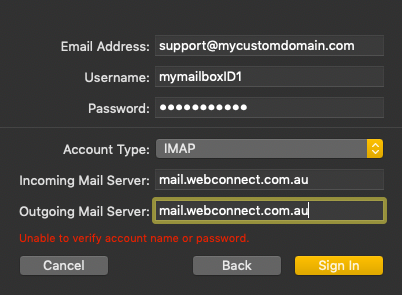 Email Address: support@mycustomdomain.com
Username: mymailboxID1
Password: ●●●●●●●●●●●
Account Type: IMAP
Incoming Mail Server: mail.webconnect.com.au
Outgoing Mail Server: mail.webconnect.com.au
Unable to verify account name or password.
Cancel Back Sign In